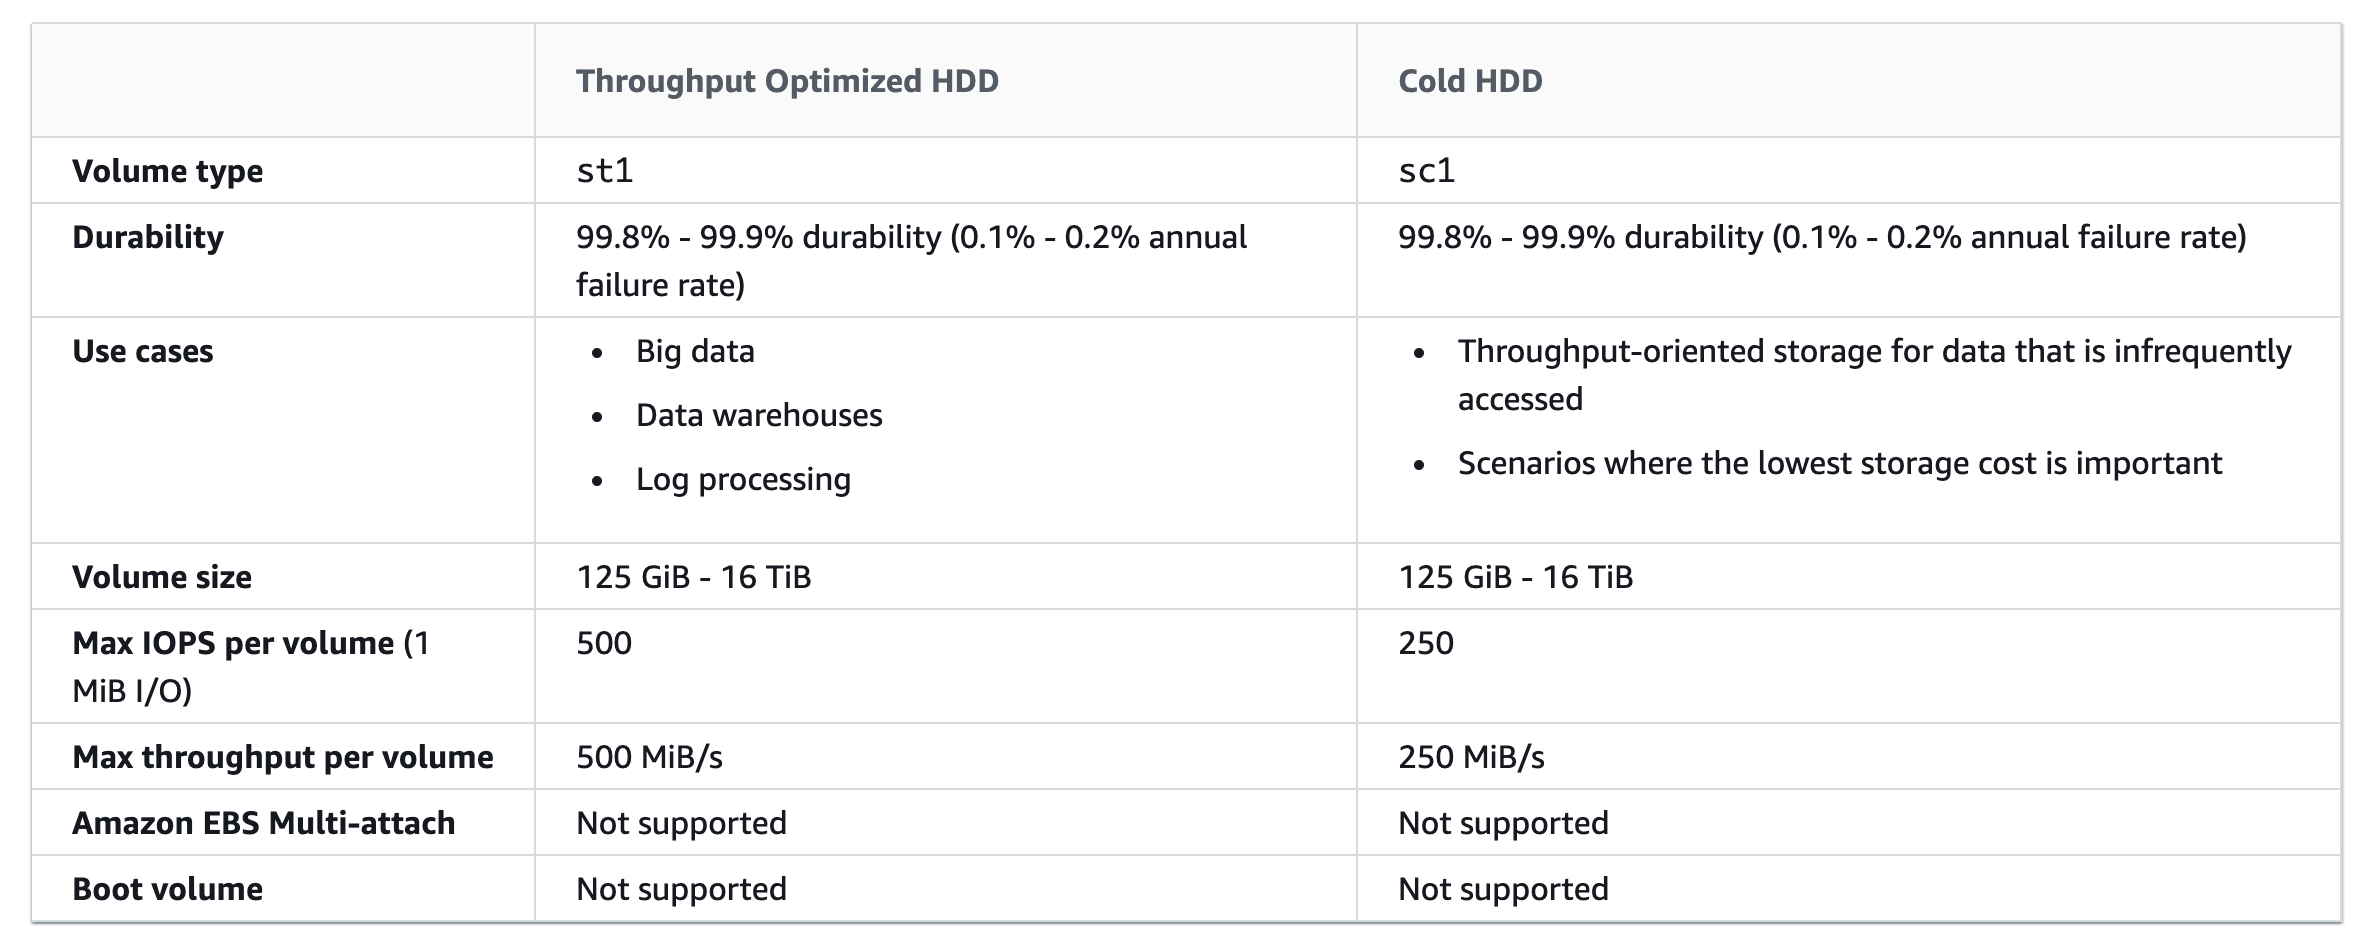 Throughput Optimized HDD
Cold HDD
Volume type
st1
sc1
Durability
99.8% - 99.9% durability (0.1% - 0.2% annual
failure rate)
99.8% - 99.9% durability (0.1% - 0.2% annual failure rate)
Use cases
• Big data
• Data warehouses
• Log processing
• Throughput-oriented storage for data that is infrequently
accessed
• Scenarios where the lowest storage cost is important
Volume size
125 GiB - 16 TiB
125 GiB - 16 TiB
Max IOPS per volume (1
MiB I/O)
500
250
Max throughput per volume
500 MiB/s
250 MiB/s
Amazon EBS Multi-attach
Not supported
Not supported
Boot volume
Not supported
Not supported